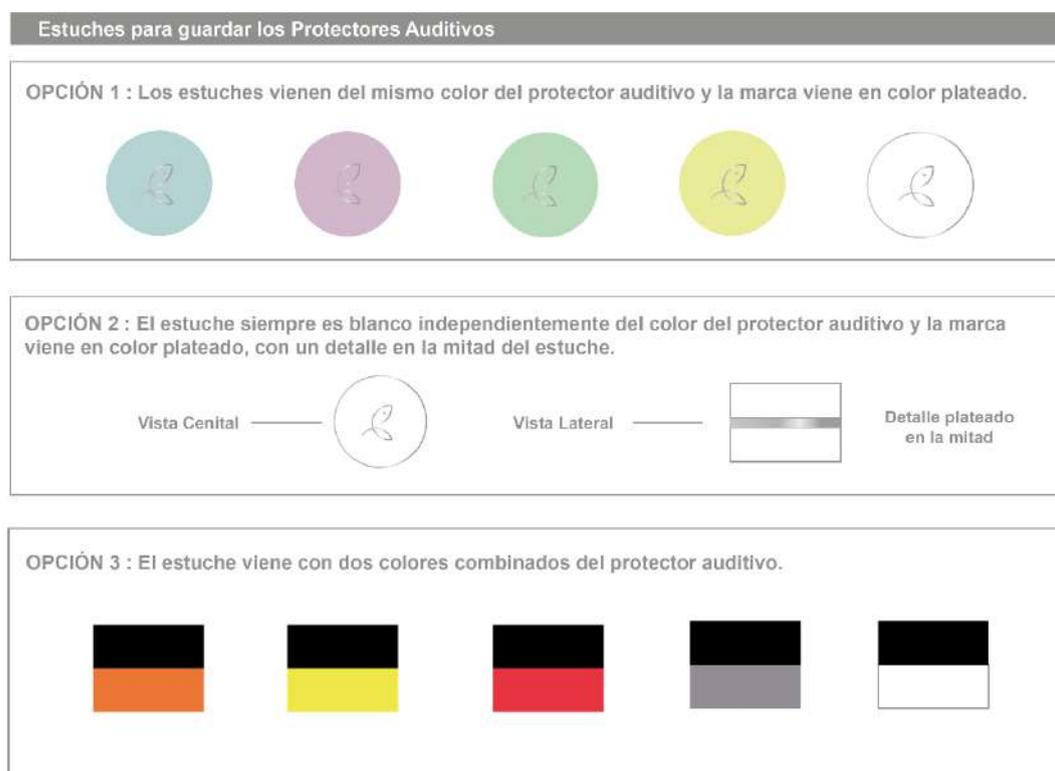 Estuches para guardar los Protectores Auditivos
OPCIÓN 1 : Los estuches vienen del mismo color del protector auditivo y la marca viene en color plateado.
OPCIÓN 2 : El estuche siempre es blanco independientemente del color del protector auditivo y la marca
viene en color plateado, con un detalle en la mitad del estuche.
Vista Cenital
Vista Lateral
Detalle plateado
en la mitad
OPCIÓN 3 : El estuche viene con dos colores combinados del protector auditivo.